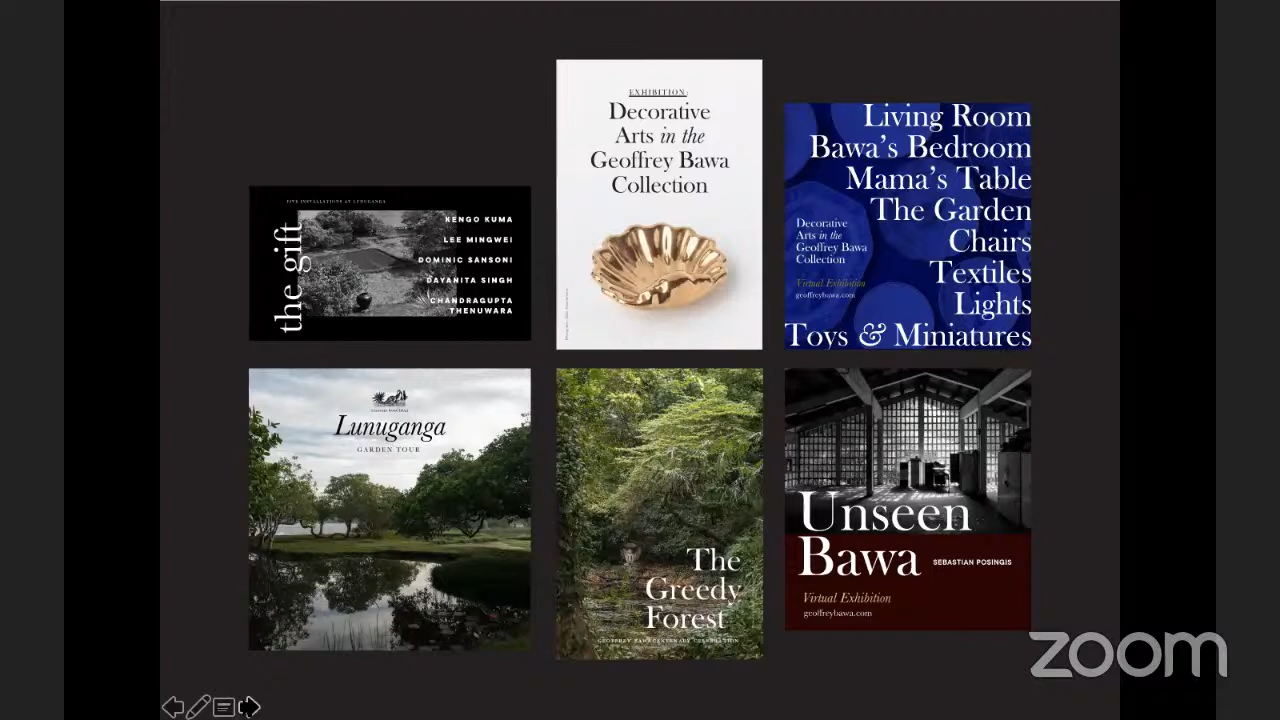 FIVE INSTALLATIONS AT LUNUGANGA
the gift
KENGO KUMA
LEE MINGWEI
DOMINIC SANSONI
DAYANITA SINGH
CHANDRAGUPTA
THENUWARA
EXHIBITION:
Decorative
Arts in the
Geoffrey Bawa
Collection
Living Room
Bawa's Bedroom
Mama's Table
The Garden
Chairs
Textiles
Lights
Toys & Miniatures
Decorative
Arts in the
Geoffrey Bawa
Collection
Virtual Exhibition
geoffreybawa.com
Lunuganga
GARDEN TOUR
The
Greedy
Forest
GEOFFREY BAWA CENTENARY CELEBRATION
Unseen
Bawa
SEBASTIAN POSINGIS
Virtual Exhibition
geoffreybawa.com
zoom